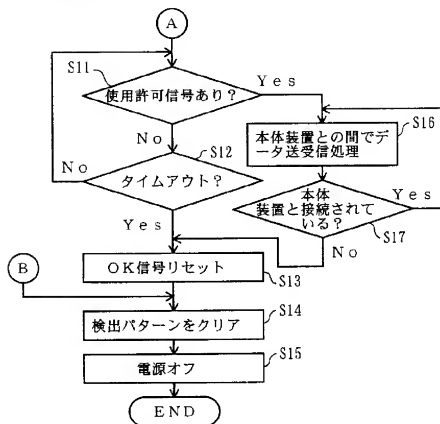 A
S11
使用許可信号あり?
Yes
S16
本体装置との間でデ
ータ送受信処理
No
S12
タイムアウト?
No
Yes
本体
装置と接続されて
いる?
Yes
S17
No
OK信号リセット
S13
B
検出パターンをクリア
S14
電源オフ
S15
END